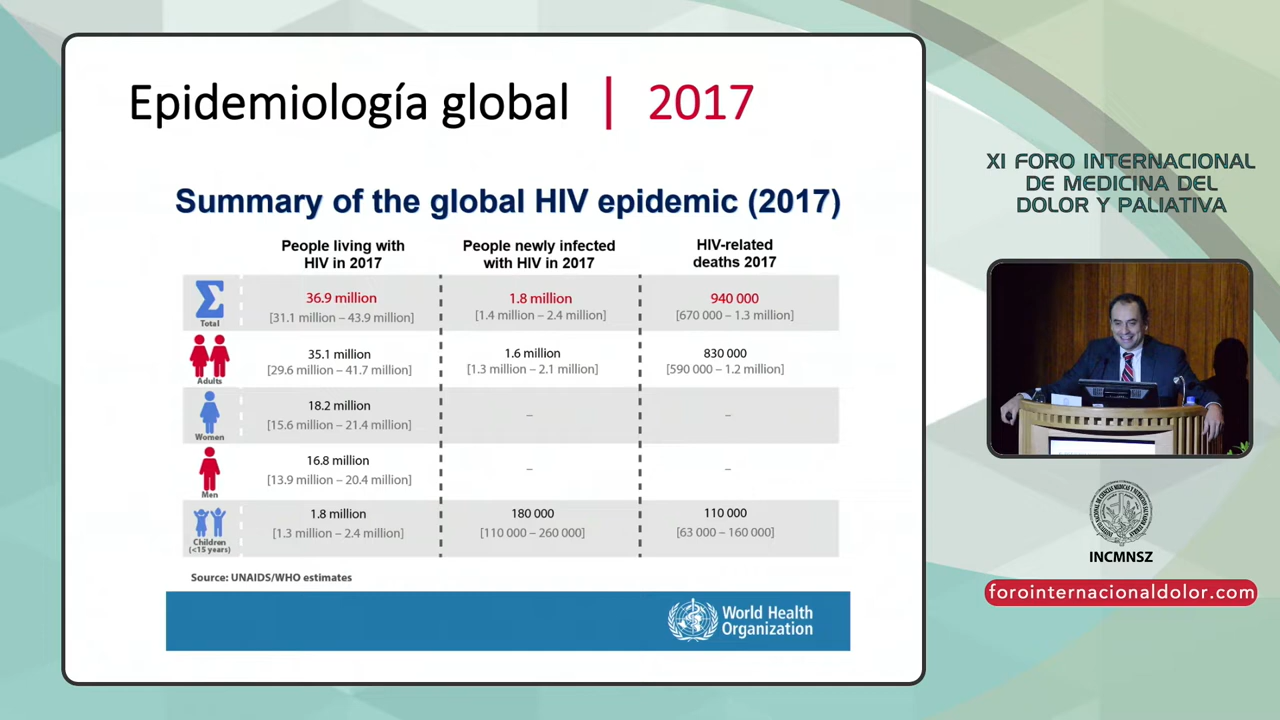 Epidemiología global | 2017
Summary of the global HIV epidemic (2017)
People living with
HIV in 2017
People newly infected
with HIV in 2017
HIV-related
deaths 2017
Total
36.9 million
[31.1 million – 43.9 million]
1.8 million
[1.4 million – 2.4 million]
940 000
[670 000 – 1.3 million]
Adults
35.1 million
[29.6 million – 41.7 million]
1.6 million
[1.3 million – 2.1 million]
830 000
[590 000 – 1.2 million]
Women
18.2 million
[15.6 million – 21.4 million]
–
–
Men
16.8 million
[13.9 million – 20.4 million]
–
–
Children
(<15 years)
1.8 million
[1.3 million – 2.4 million]
180 000
[110 000 – 260 000]
110 000
[63 000 – 160 000]
Source: UNAIDS/WHO estimates
World Health
Organization
XI FORO INTERNACIONAL
DE MEDICINA DEL
DOLOR Y PALIATIVA
INCMNSZ
forointernacionaldolor.com